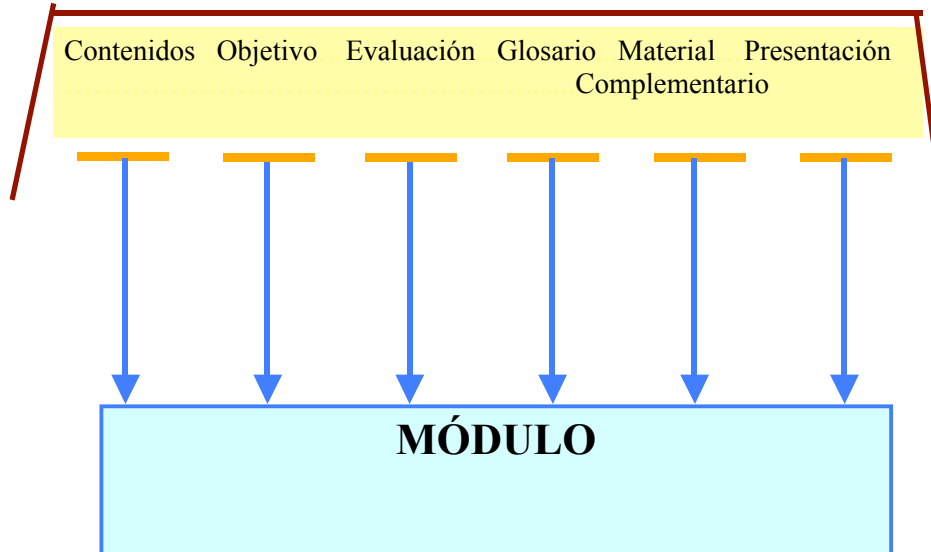 Contenidos Objetivo Evaluación Glosario Material Presentación
Complementario
MÓDULO